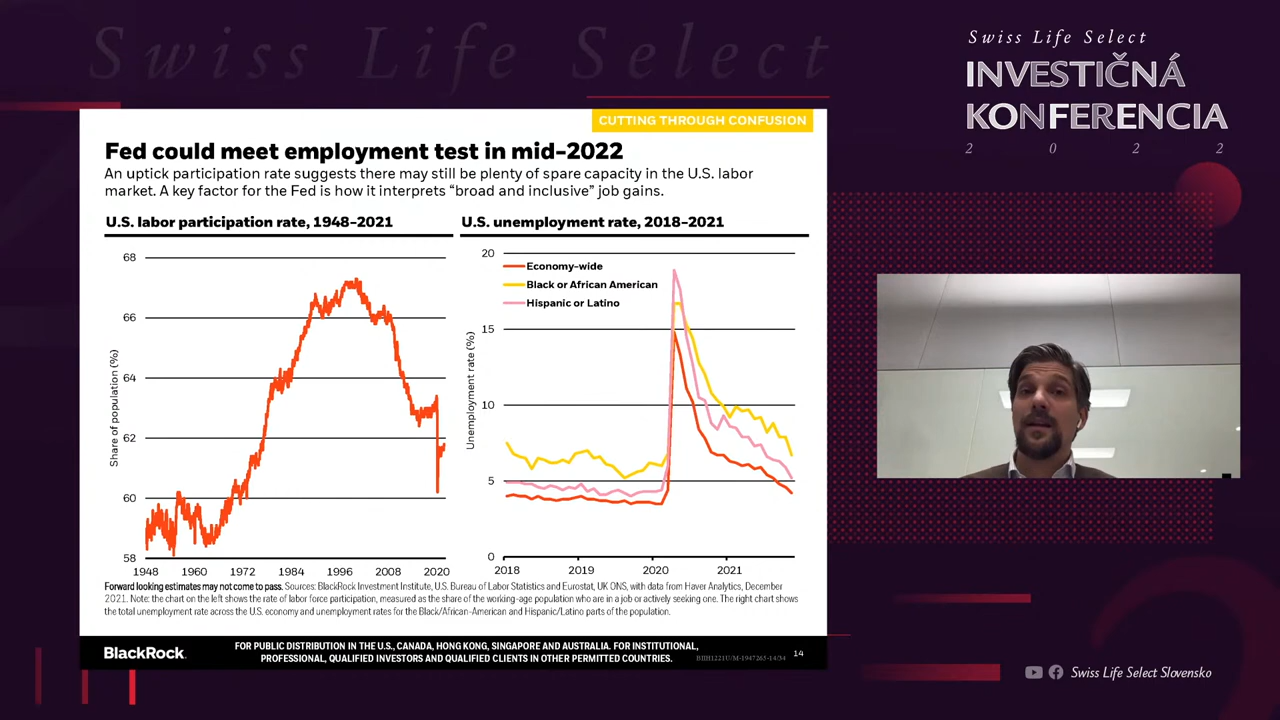 Swiss Life Select
Swiss Life Select
INVESTIČNÁ
KONFERENCIA
2 0 2 2
CUTTING THROUGH CONFUSION
Fed could meet employment test in mid-2022
An uptick participation rate suggests there may still be plenty of spare capacity in the U.S. labor
market. A key factor for the Fed is how it interprets “broad and inclusive” job gains.
U.S. labor participation rate, 1948-2021
Share of population (%)
68
66
64
62
60
58
1948 1960 1972 1984 1996 2008 2020
U.S. unemployment rate, 2018-2021
Unemployment rate (%)
20
15
10
5
0
Economy-wide
Black or African American
Hispanic or Latino
2018 2019 2020 2021
Forward looking estimates may not come to pass. Sources: BlackRock Investment Institute, U.S. Bureau of Labor Statistics and Eurostat, UK ONS, with data from Haver Analytics, December
2021. Note: the chart on the left shows the rate of labor force participation, measured as the share of the working-age population who are in a job or actively seeking one. The right chart shows
the total unemployment rate across the U.S. economy and unemployment rates for the Black/African-American and Hispanic/Latino parts of the population.
BlackRock.
FOR PUBLIC DISTRIBUTION IN THE U.S., CANADA, HONG KONG, SINGAPORE AND AUSTRALIA. FOR INSTITUTIONAL,
PROFESSIONAL, QUALIFIED INVESTORS AND QUALIFIED CLIENTS IN OTHER PERMITTED COUNTRIES.
BIIH1221U/M-1947265-14/34
14
Swiss Life Select Slovensko